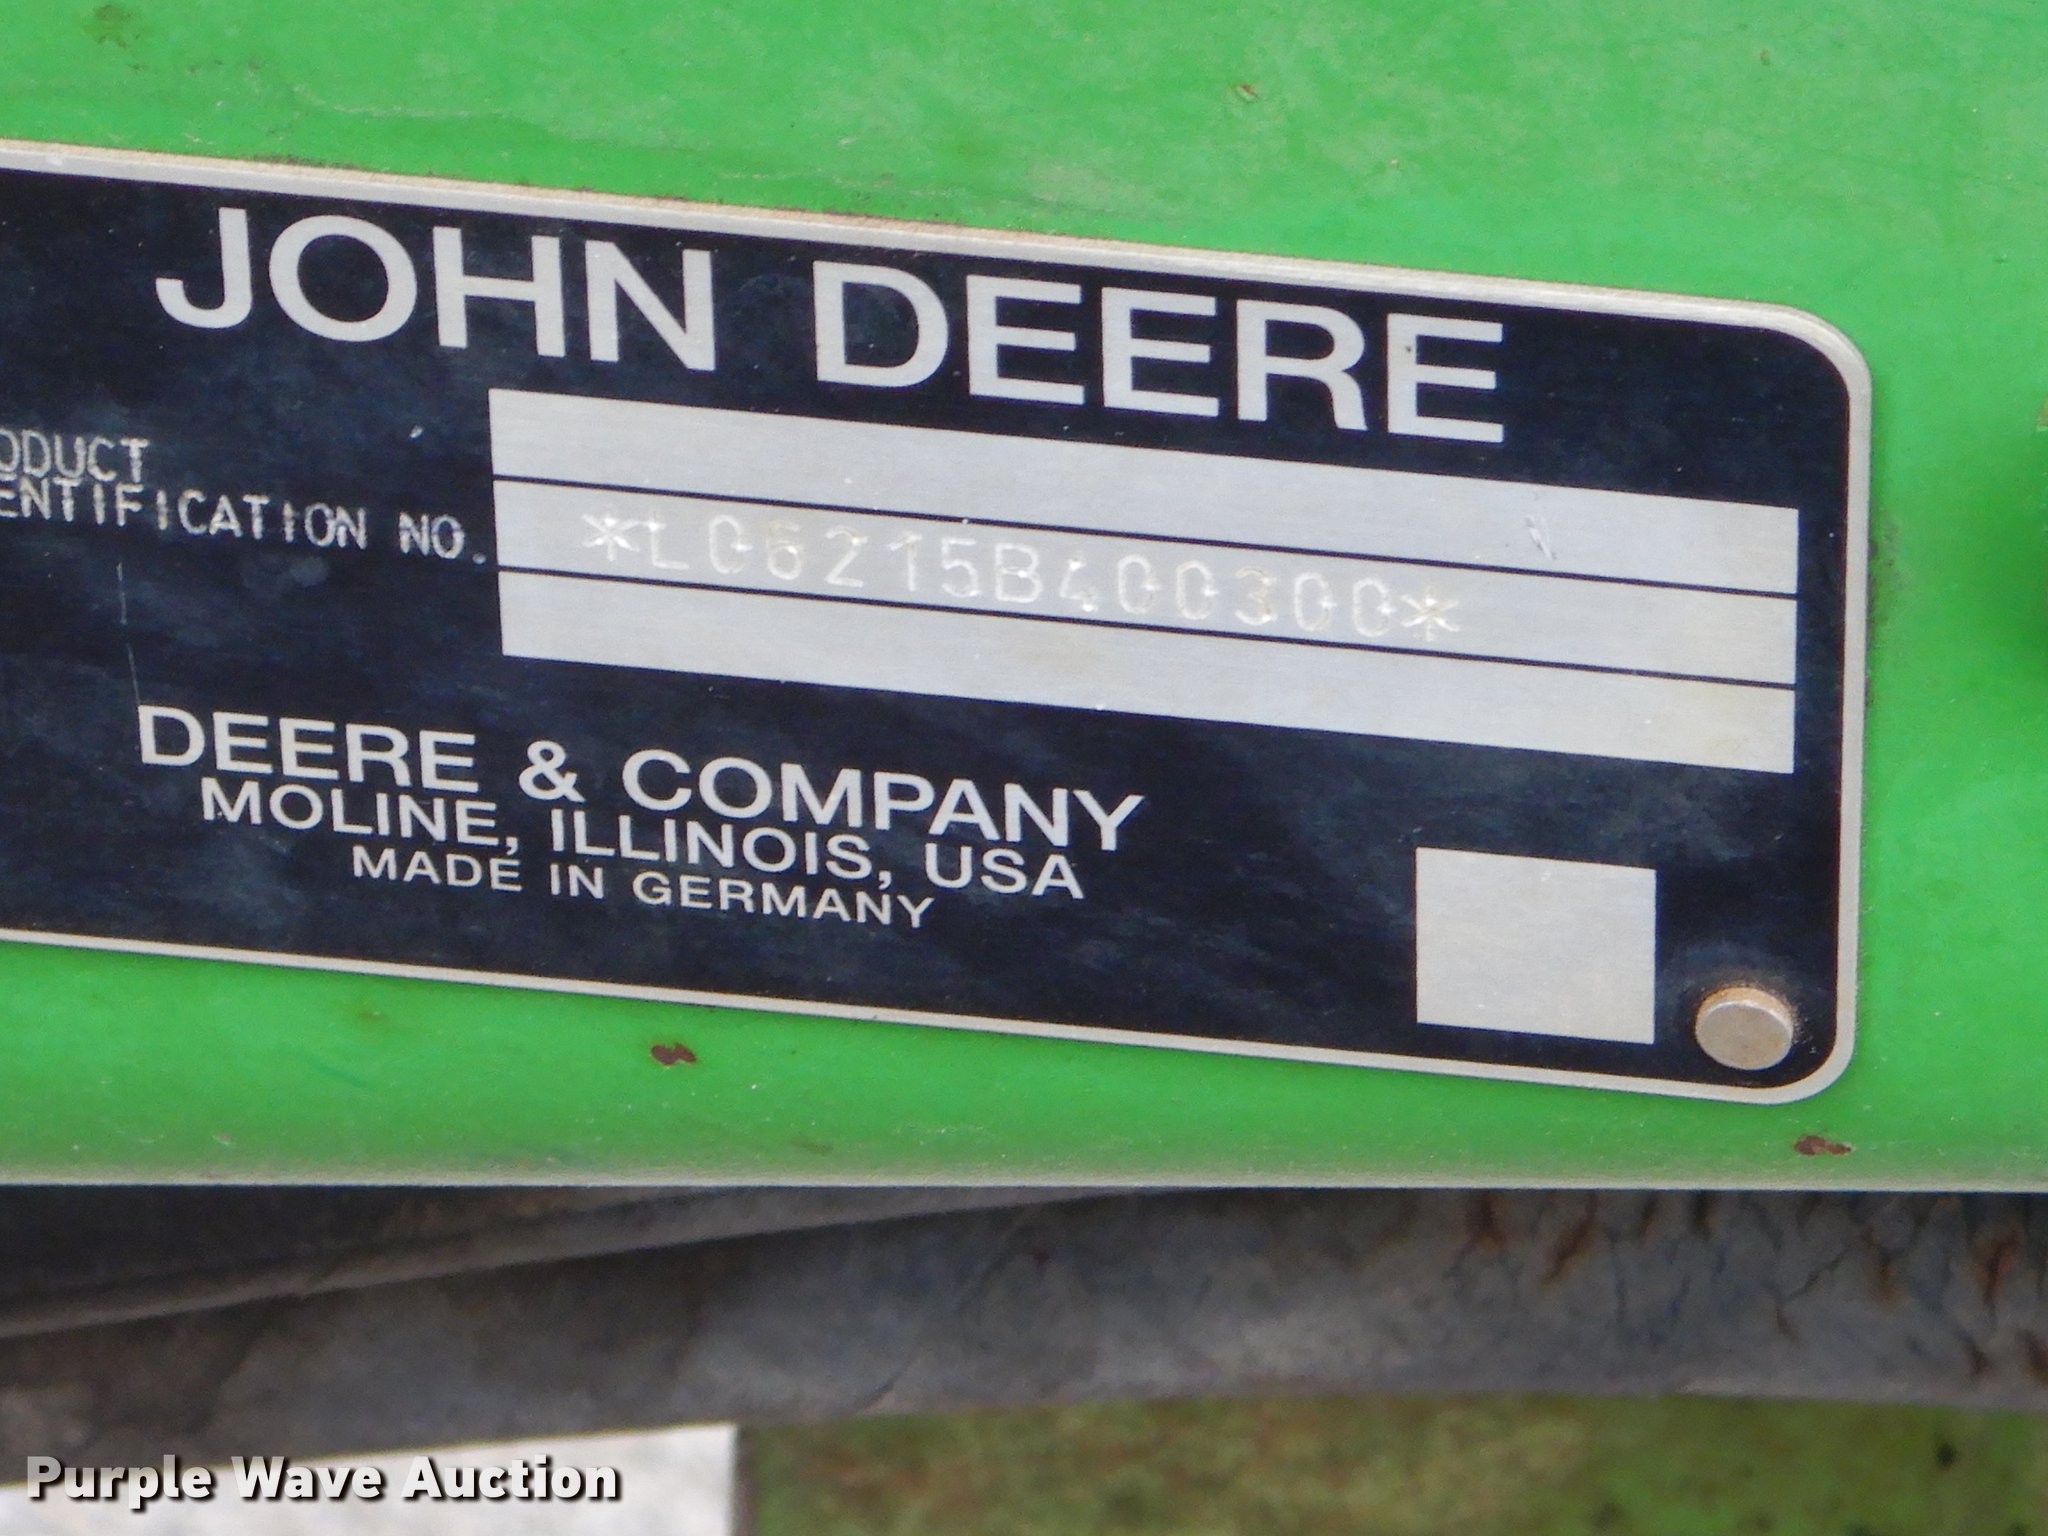 JOHN DEERE
ODUCT
ENTIFICATION NO.
*L06215B400300*
DEERE & COMPANY
MOLINE, ILLINOIS, USA
MADE IN GERMANY
Purple Wave Auction